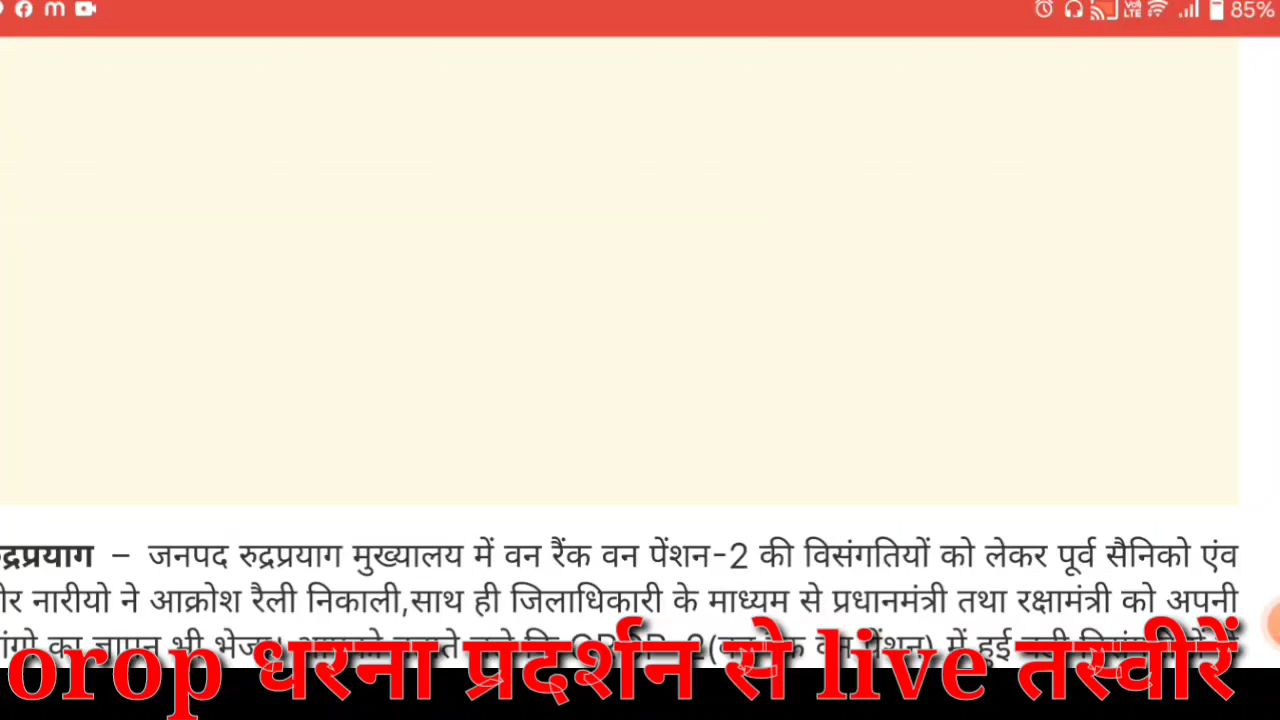 85%
द्रप्रयाग – जनपद रुद्रप्रयाग मुख्यालय में वन रैंक वन पेंशन-2 की विसंगतियों को लेकर पूर्व सैनिको एंव
नारीयो ने आक्रोश रैली निकाली,साथ ही जिलाधिकारी के माध्यम से प्रधानमंत्री तथा रक्षामंत्री को अपनी
का ज्ञापन भी में हुई
orop धरना प्रदर्शन से live तस्वीरें